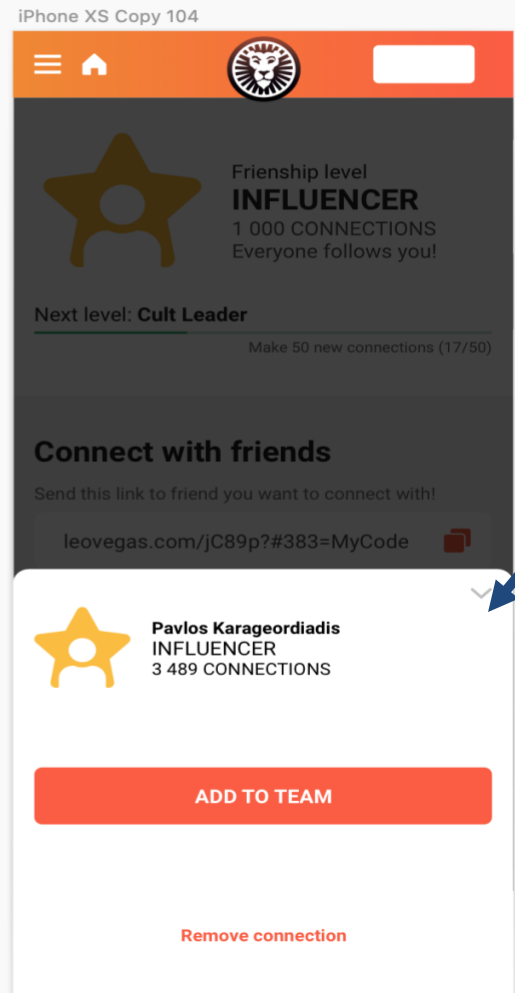 iPhone XS Copy 104
Frienship level
INFLUENCER
1 000 CONNECTIONS
Everyone follows you!
Next level: Cult Leader
Make 50 new connections (17/50)
Connect with friends
Send this link to friend you want to connect with!
leovegas.com/jC89p?#383=MyCode
Pavlos Karageordiadis
INFLUENCER
3 489 CONNECTIONS
ADD TO TEAM
Remove connection